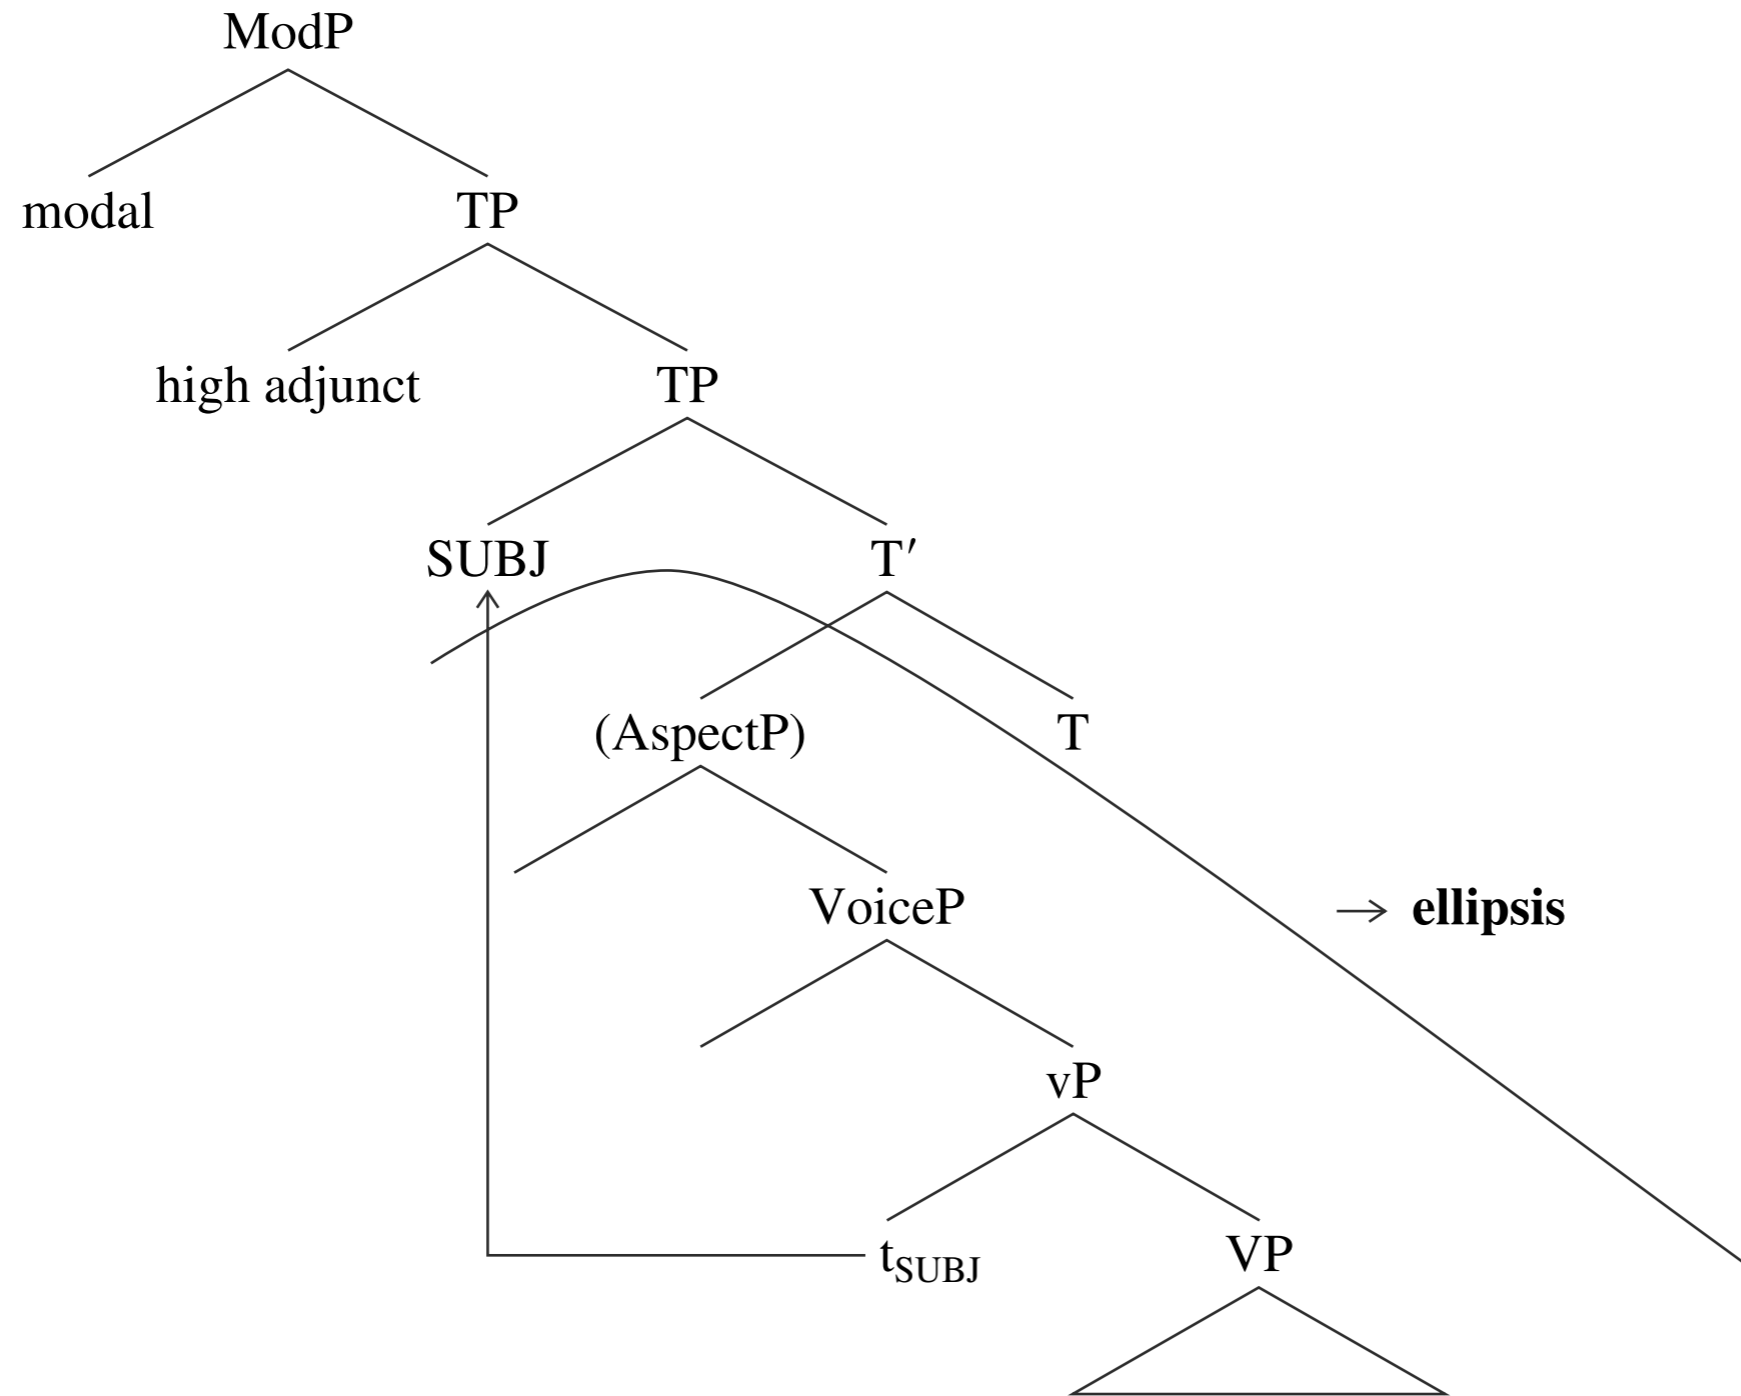 ModP
modal TP
high adjunct TP
SUBJ T′
(AspectP) T
VoiceP → ellipsis
vP
tSUBJ VP